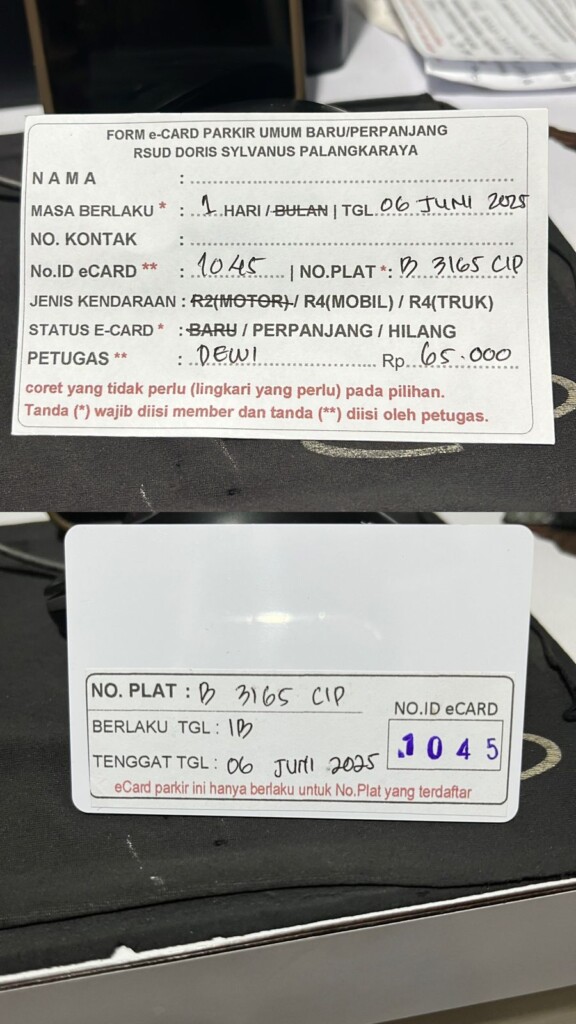 FORM e-CARD PARKIR UMUM BARU/PERPANJANG
RSUD DORIS SYLVANUS PALANGKARAYA
NAMA :
MASA BERLAKU * : 1 HARI / BULAN | TGL. 06 JUNI 2025
NO. KONTAK :
No.ID eCARD ** : 1045 | NO.PLAT *: B 3165 CIP
JENIS KENDARAAN : R2(MOTOR) / R4(MOBIL) / R4(TRUK)
STATUS E-CARD * : BARU / PERPANJANG / HILANG
PETUGAS ** : DEWI Rp. 65.000
coret yang tidak perlu (lingkari yang perlu) pada pilihan.
Tanda (*) wajib diisi member dan tanda (**) diisi oleh petugas.
NO. PLAT : B 3165 CIP
NO.ID eCARD
BERLAKU TGL : 1B
1045
TENGGAT TGL : 06 JUNI 2025
eCard parkir ini hanya berlaku untuk No.Plat yang terdaftar